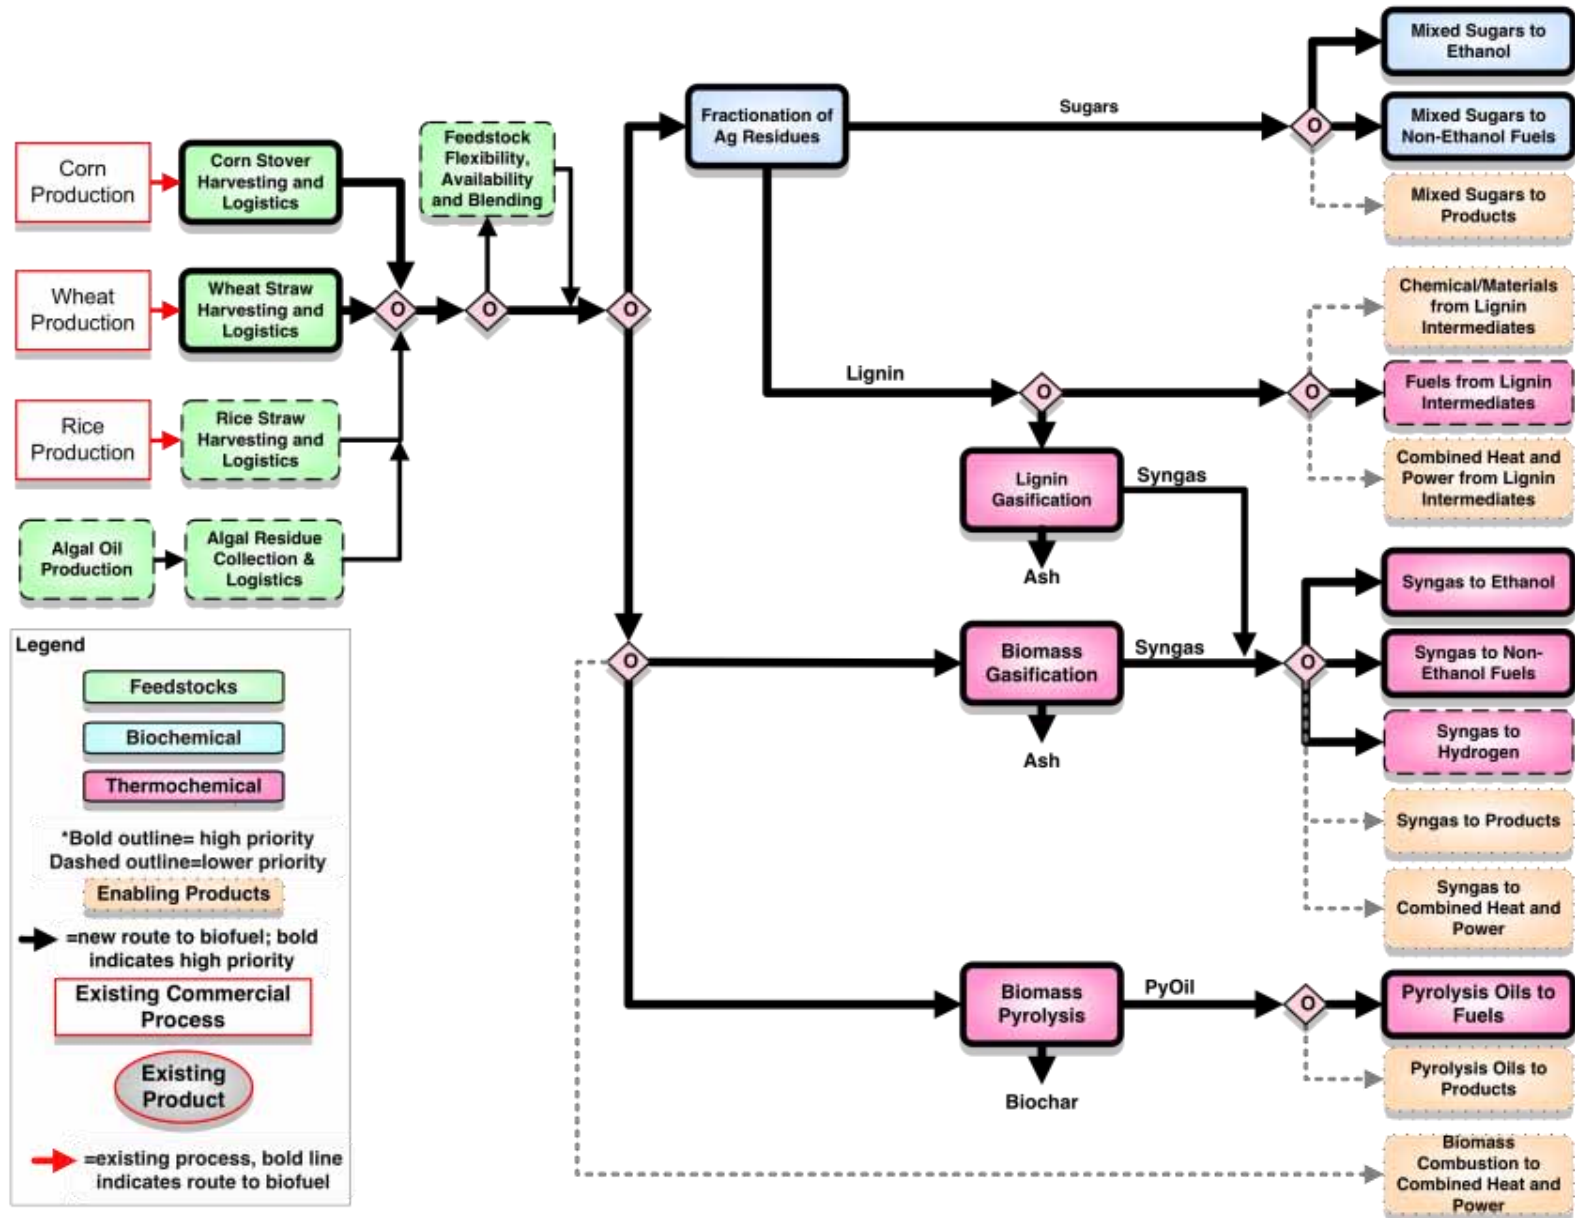 Mixed Sugars to
Ethanol
Fractionation of
Ag Residues
Sugars
O
Mixed Sugars to
Non-Ethanol Fuels
Mixed Sugars to
Products
Feedstock
Flexibility,
Availability
and Blending
Corn
Production
Corn Stover
Harvesting and
Logistics
Wheat
Production
Wheat Straw
Harvesting and
Logistics
O
O
O
Chemical/Materials
from Lignin
Intermediates
Lignin
O
O
Fuels from Lignin
Intermediates
Rice
Production
Rice Straw
Harvesting and
Logistics
Combined Heat and
Power from Lignin
Intermediates
Lignin
Gasification
Syngas
Ash
Algal Oil
Production
Algal Residue
Collection &
Logistics
Syngas to Ethanol
O
Biomass
Gasification
Syngas
O
Syngas to Non-
Ethanol Fuels
Ash
Syngas to
Hydrogen
Syngas to Products
Syngas to
Combined Heat and
Power
Biomass
Pyrolysis
PyOil
O
Pyrolysis Oils to
Fuels
Biochar
Pyrolysis Oils to
Products
Biomass
Combustion to
Combined Heat and
Power
Legend
Feedstocks
Biochemical
Thermochemical
*Bold outline= high priority
Dashed outline=lower priority
Enabling Products
=new route to biofuel; bold
indicates high priority
Existing Commercial
Process
Existing
Product
=existing process, bold line
indicates route to biofuel